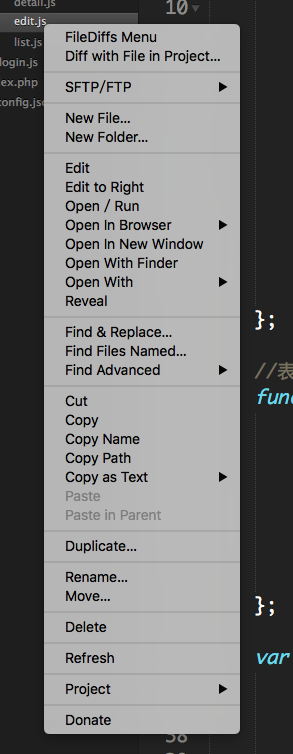 detail.js
edit.js
list.js
login.js
ex.php
config.jso
10
FileDiffs Menu
Diff with File in Project...
SFTP/FTP
New File...
New Folder...
Edit
Edit to Right
Open / Run
Open In Browser
Open In New Window
Open With Finder
Open With
Reveal
Find & Replace...
Find Files Named...
Find Advanced
Cut
Copy
Copy Name
Copy Path
Copy as Text
Paste
Paste in Parent
Duplicate...
Rename...
Move...
Delete
Refresh
Project
Donate
};
//表
func
};
var
38